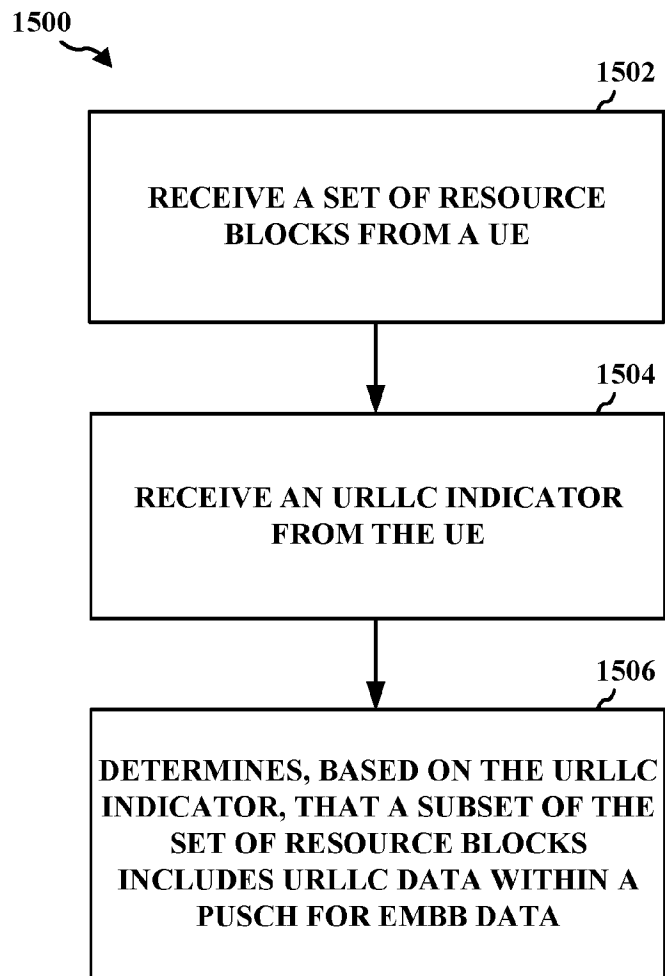 1500
1502
RECEIVE A SET OF RESOURCE
BLOCKS FROM A UE
1504
RECEIVE AN URLLC INDICATOR
FROM THE UE
1506
DETERMINES, BASED ON THE URLLC
INDICATOR, THAT A SUBSET OF THE
SET OF RESOURCE BLOCKS
INCLUDES URLLC DATA WITHIN A
PUSCH FOR EMBB DATA